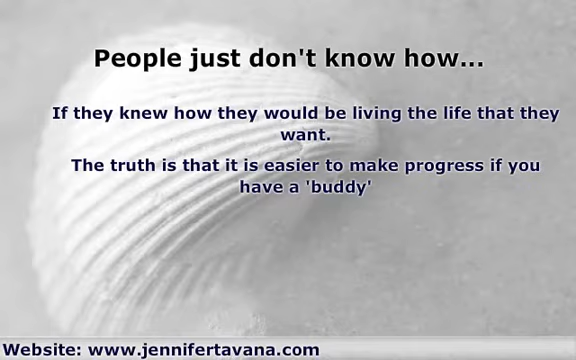 People just don't know how...
If they knew how they would be living the life that they
want.
The truth is that it is easier to make progress if you
have a 'buddy'
Website: www.jennifertavana.com